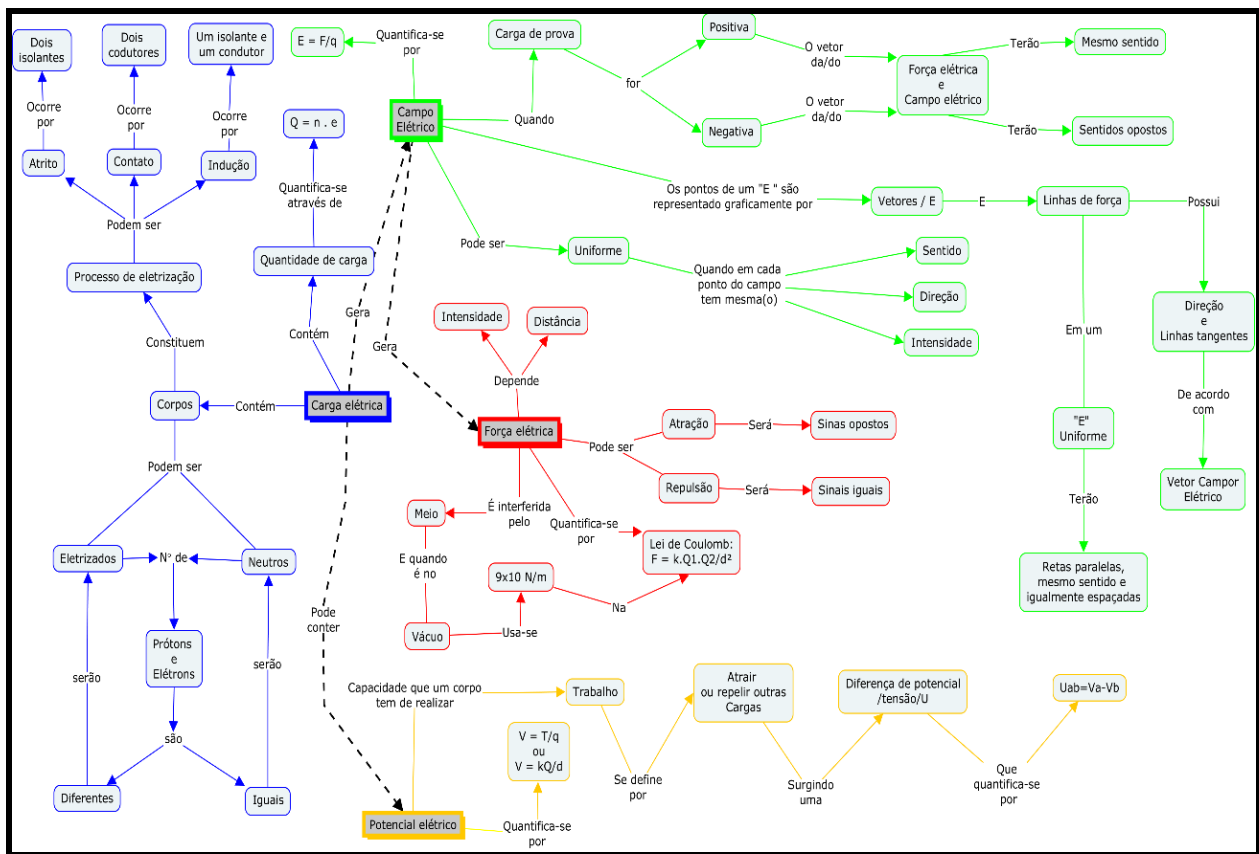 Dois
isolantes
Dois
codutores
Um isolante e
um condutor
Ocorre
por
Ocorre
por
Ocorre
por
Atrito
Contato
Indução
Podem ser
Processo de eletrização
Constituem
Corpos
Contém
Carga elétrica
Contém
Quantidade de carga
Quantifica-se
através de
Q = n . e
Podem ser
Eletrizados
N° de
Neutros
Prótons
e
Elétrons
serão
serão
são
Diferentes
Iguais
Gera
Gera
Pode
conter
E = F/q
Quantifica-se
por
Campo
Elétrico
Quando
Carga de prova
for
Positiva
Negativa
O vetor
da/do
O vetor
da/do
Força elétrica
e
Campo elétrico
Terão
Mesmo sentido
Terão
Sentidos opostos
Os pontos de um "E " são
representado graficamente por
Vetores / E
E
Linhas de força
Possui
Pode ser
Uniforme
Quando em cada
ponto do campo
tem mesma(o)
Sentido
Direção
Intensidade
Em um
"E"
Uniforme
Terão
Retas paralelas,
mesmo sentido e
igualmente espaçadas
Direção
e
Linhas tangentes
De acordo
com
Vetor Campor
Elétrico
Intensidade
Distância
Depende
Força elétrica
Pode ser
Atração
Será
Sinas opostos
Repulsão
Será
Sinais iguais
É interferida
pelo
Meio
E quando
é no
Vácuo
Usa-se
9x10 N/m
Na
Quantifica-se
por
Lei de Coulomb:
F = k.Q1.Q2/d²
Potencial elétrico
Capacidade que um corpo
tem de realizar
Trabalho
Quantifica-se
por
V = T/q
ou
V = kQ/d
Se define
por
Atrair
ou repelir outras
Cargas
Surgindo
uma
Diferença de potencial
/tensão/U
Que
quantifica-se
por
Uab=Va-Vb